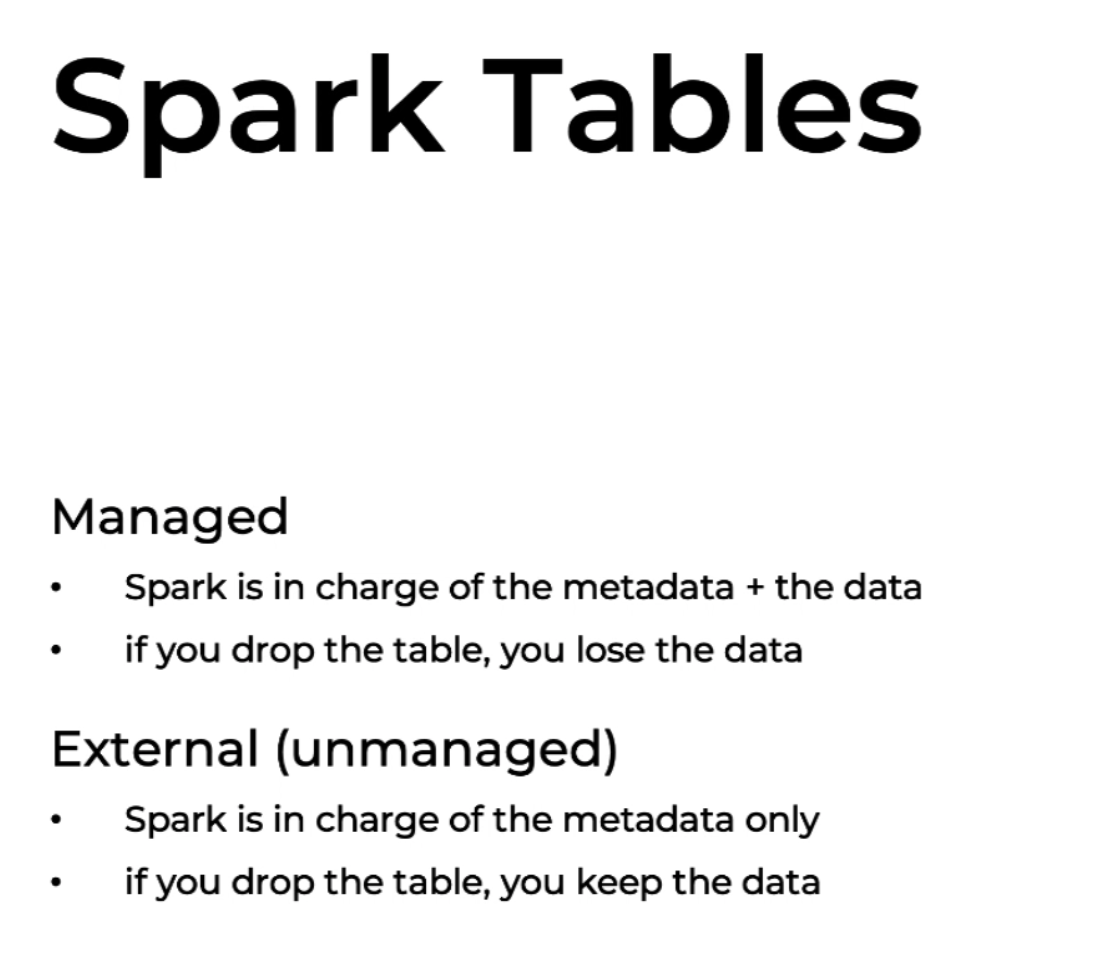 Spark Tables
Managed
• Spark is in charge of the metadata + the data
• if you drop the table, you lose the data
External (unmanaged)
• Spark is in charge of the metadata only
• if you drop the table, you keep the data